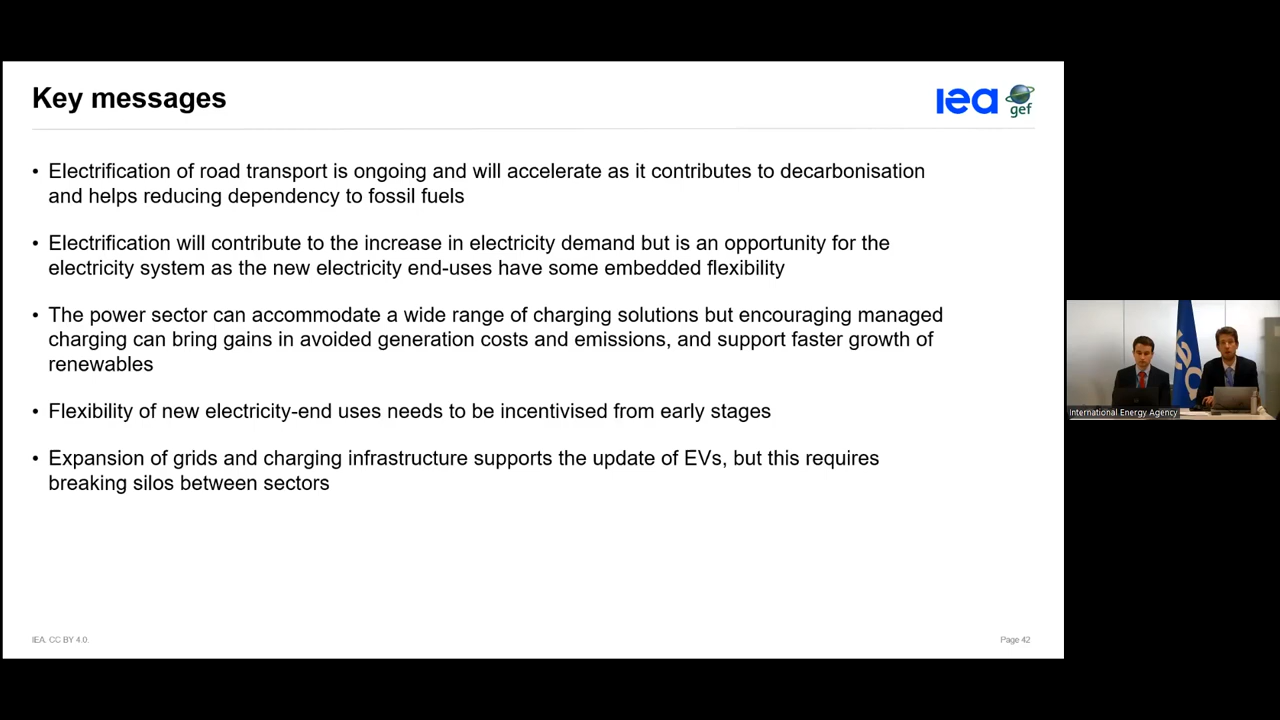 Key messages
iea
gef
• Electrification of road transport is ongoing and will accelerate as it contributes to decarbonisation
and helps reducing dependency to fossil fuels
• Electrification will contribute to the increase in electricity demand but is an opportunity for the
electricity system as the new electricity end-uses have some embedded flexibility
• The power sector can accommodate a wide range of charging solutions but encouraging managed
charging can bring gains in avoided generation costs and emissions, and support faster growth of
renewables
• Flexibility of new electricity-end uses needs to be incentivised from early stages
• Expansion of grids and charging infrastructure supports the update of EVs, but this requires
breaking silos between sectors
IEA. CC BY 4.0.
Page 42
International Energy Agency